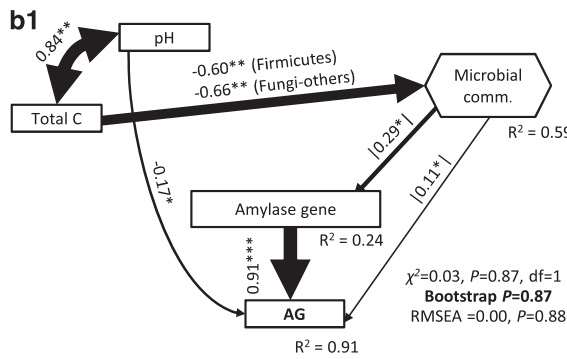 b1
0.84**
pH
-0.60** (Firmicutes)
-0.66** (Fungi-others)
Microbial
comm.
Total C
R² = 0.59
|0.29*|
|0.11*|
-0.17*
Amylase gene
R² = 0.24
0.91***
χ²=0.03, P=0.87, df=1
Bootstrap P=0.87
RMSEA =0.00, P=0.88
AG
R² = 0.91